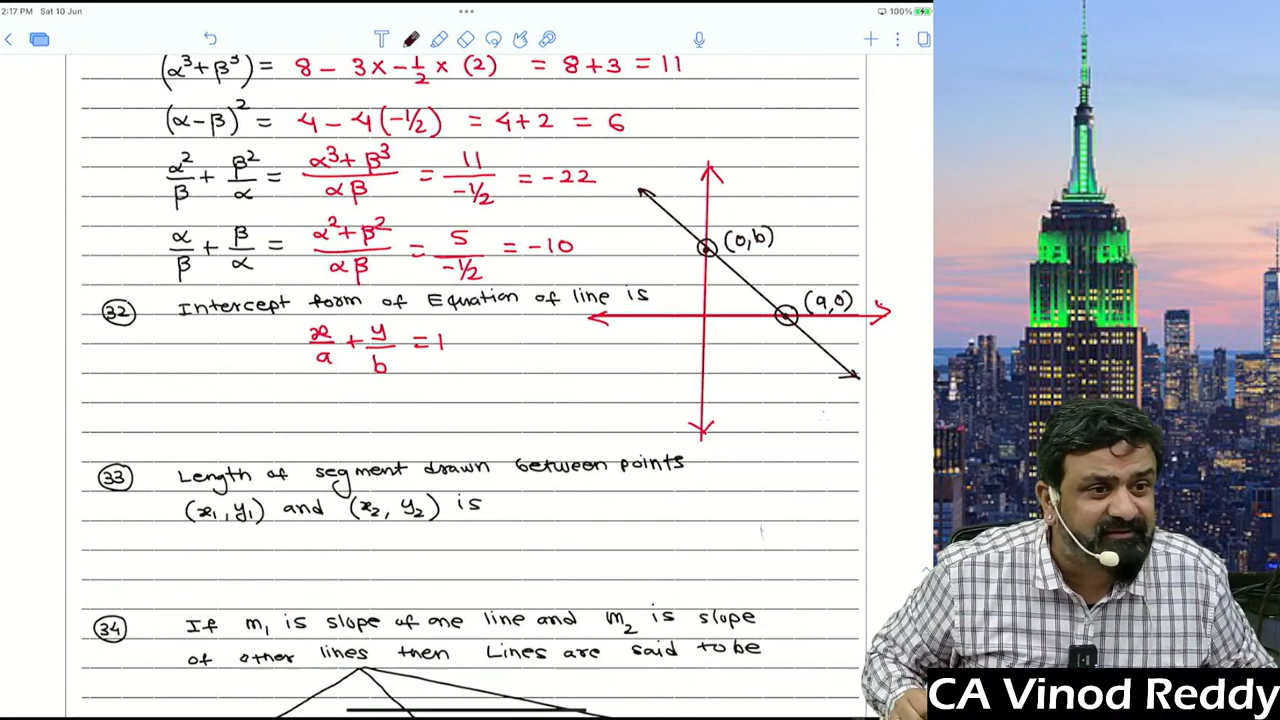 2:17 PM Sat 10 Jun
100%
(α³+β³) = 8 - 3 x -1/2 x (2) = 8+3 = 11
(α-β)² = 4 - 4(-1/2) = 4+2 = 6
α²/β + β²/α = α³+β³/αβ = 11/-1/2 = -22
α/β + β/α = α²+β²/αβ = 5/-1/2 = -10
(0,b)
(a,0)
32 Intercept form of Equation of line is
x/a + y/b = 1
33 Length of segment drawn between points
(x₁,y₁) and (x₂, y₂) is
34 If m₁ is slope of one line and m₂ is slope
of other lines then Lines are said to be
CA Vinod Reddy